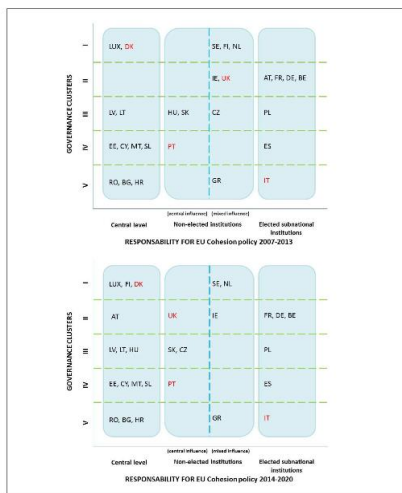 GOVERNANCE CLUSTERS
I
LUX, DK
SE, FI, NL
II
IE, UK
AT, FR, DE, BE
III
LV, LT
HU, SK
CZ
PL
IV
EE, CY, MT, SL
PT
ES
V
RO, BG, HR
GR
IT
(central influence)
(mixed influence)
Central level
Non-elected institutions
Elected subnational
institutions
RESPONSABILITY FOR EU Cohesion policy 2007-2013
GOVERNANCE CLUSTERS
I
LUX, FI, DK
SE, NL
II
AT
UK
IE
FR, DE, BE
III
LV, LT, HU
SK, CZ
PL
IV
EE, CY, MT, SL
PT
ES
V
RO, BG, HR
GR
IT
(central influence)
(mixed influence)
Central level
Non-elected institutions
Elected subnational
institutions
RESPONSABILITY FOR EU Cohesion policy 2014-2020